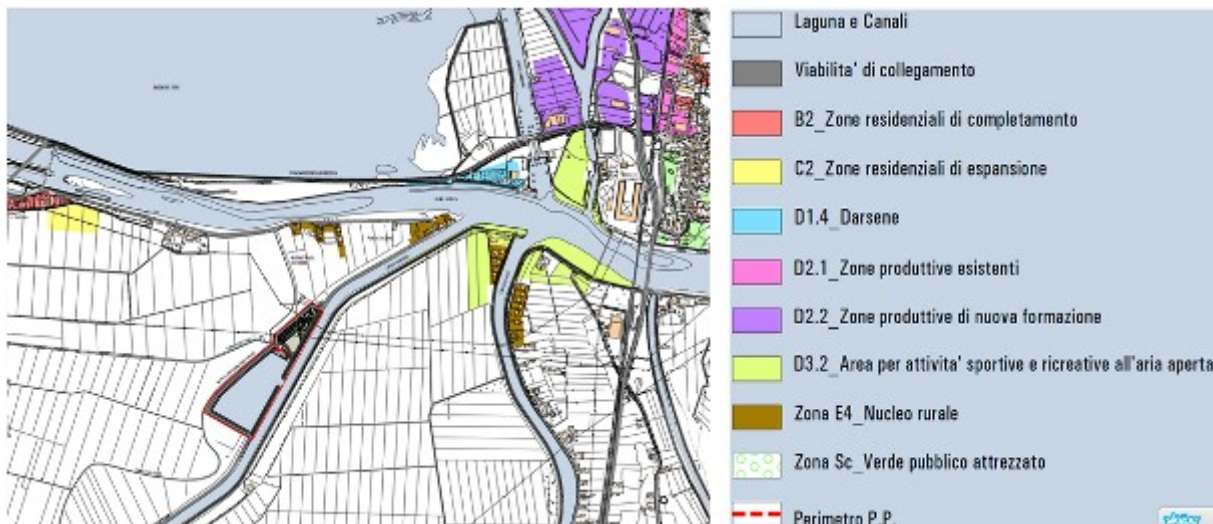 Laguna e Canali
Viabilita' di collegamento
B2_Zone residenziali di completamento
C2_Zone residenziali di espansione
D1.4_Darsene
D2.1_Zone produttive esistenti
D2.2_Zone produttive di nuova formazione
D3.2_Area per attivita' sportive e ricreative all'aria aperta
Zona E4_Nucleo rurale
Zona Sc_Verde pubblico attrezzato
Perimetro P.P.